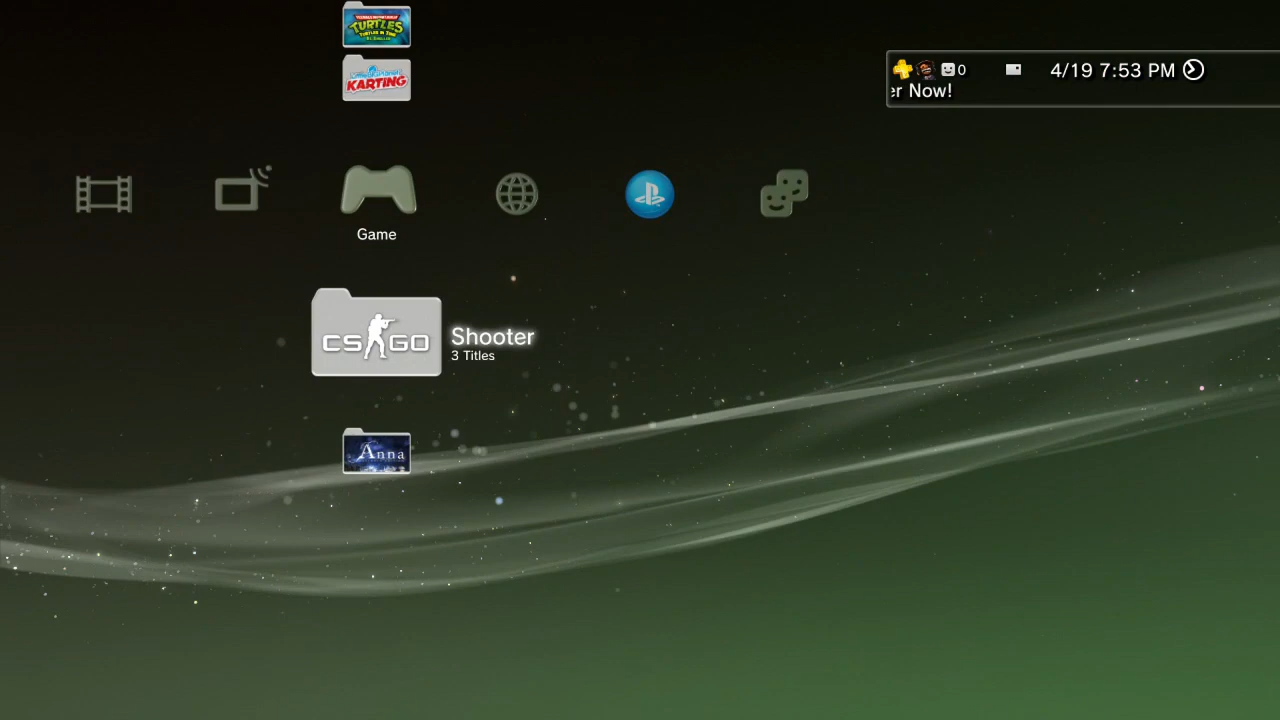 TURTLES
KARTING
0
4/19 7:53 PM
er Now!
Game
CS GO
Shooter
3 Titles
Anna